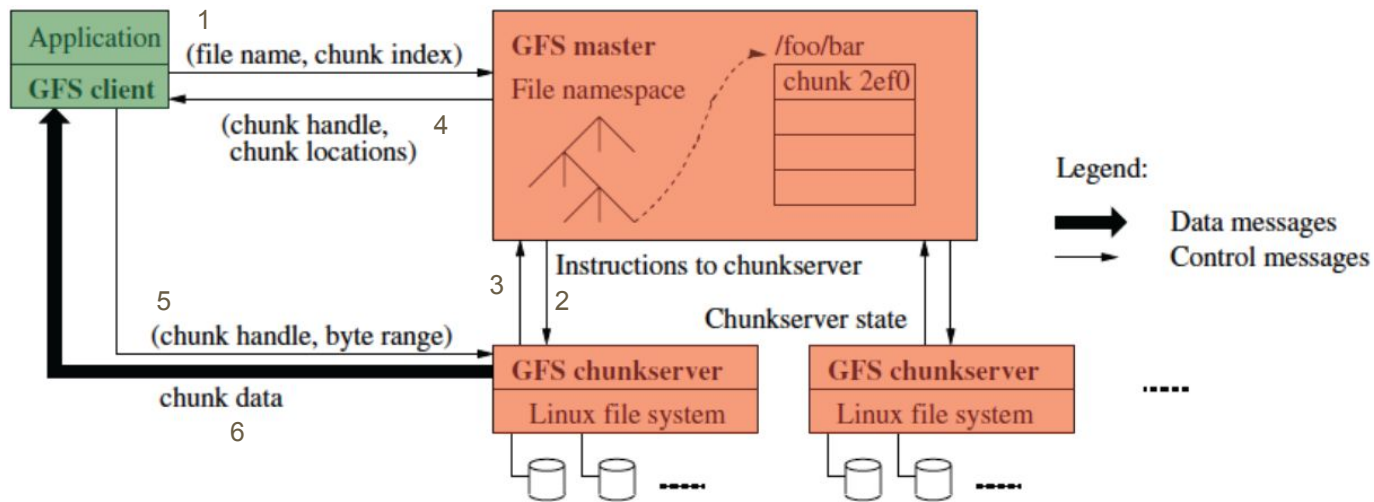 1
Application
GFS client
(file name, chunk index)
(chunk handle,
chunk locations)
4
GFS master
File namespace
/foo/bar
chunk 2ef0
Legend:
Data messages
Control messages
3
2
Instructions to chunkserver
Chunkserver state
5
(chunk handle, byte range)
chunk data
6
GFS chunkserver
Linux file system
GFS chunkserver
Linux file system